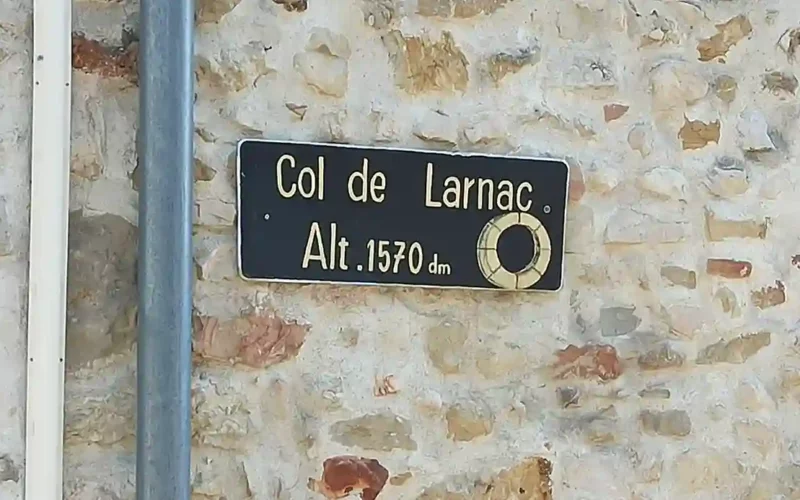 Col de Larnac
Alt. 1570 dm